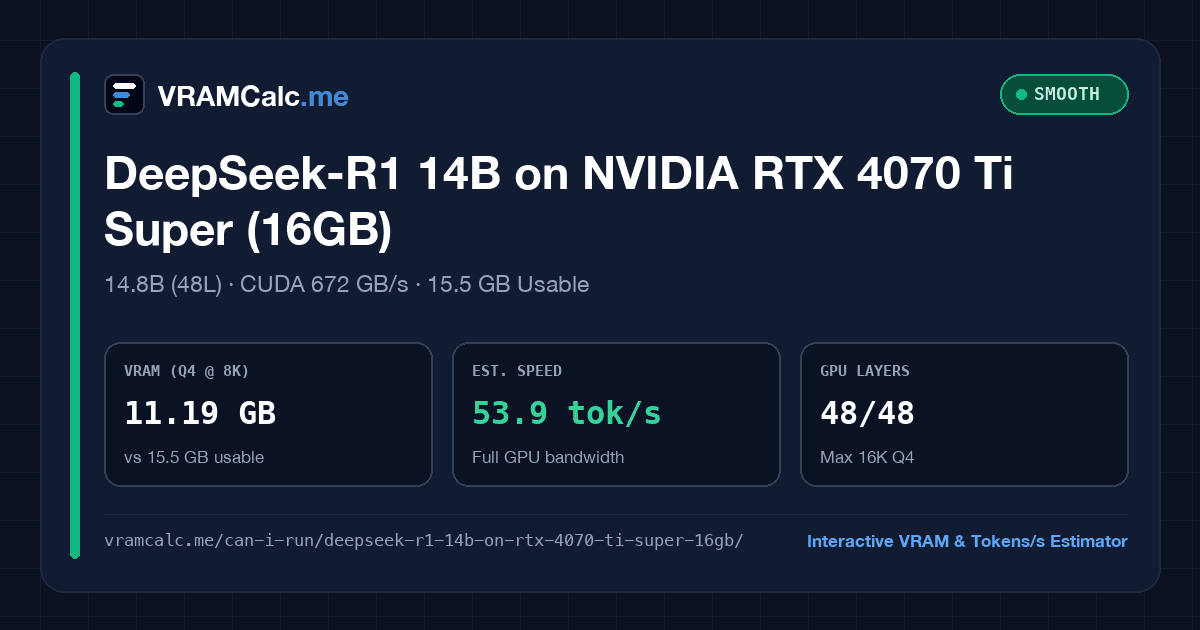 VRAMCalc.me
SMOOTH
DeepSeek-R1 14B on NVIDIA RTX 4070 Ti
Super (16GB)
14.8B (48L) · CUDA 672 GB/s · 15.5 GB Usable
VRAM (Q4 @ 8K)
11.19 GB
vs 15.5 GB usable
EST. SPEED
53.9 tok/s
Full GPU bandwidth
GPU LAYERS
48/48
Max 16K Q4
vramcalc.me/can-i-run/deepseek-r1-14b-on-rtx-4070-ti-super-16gb/
Interactive VRAM & Tokens/s Estimator